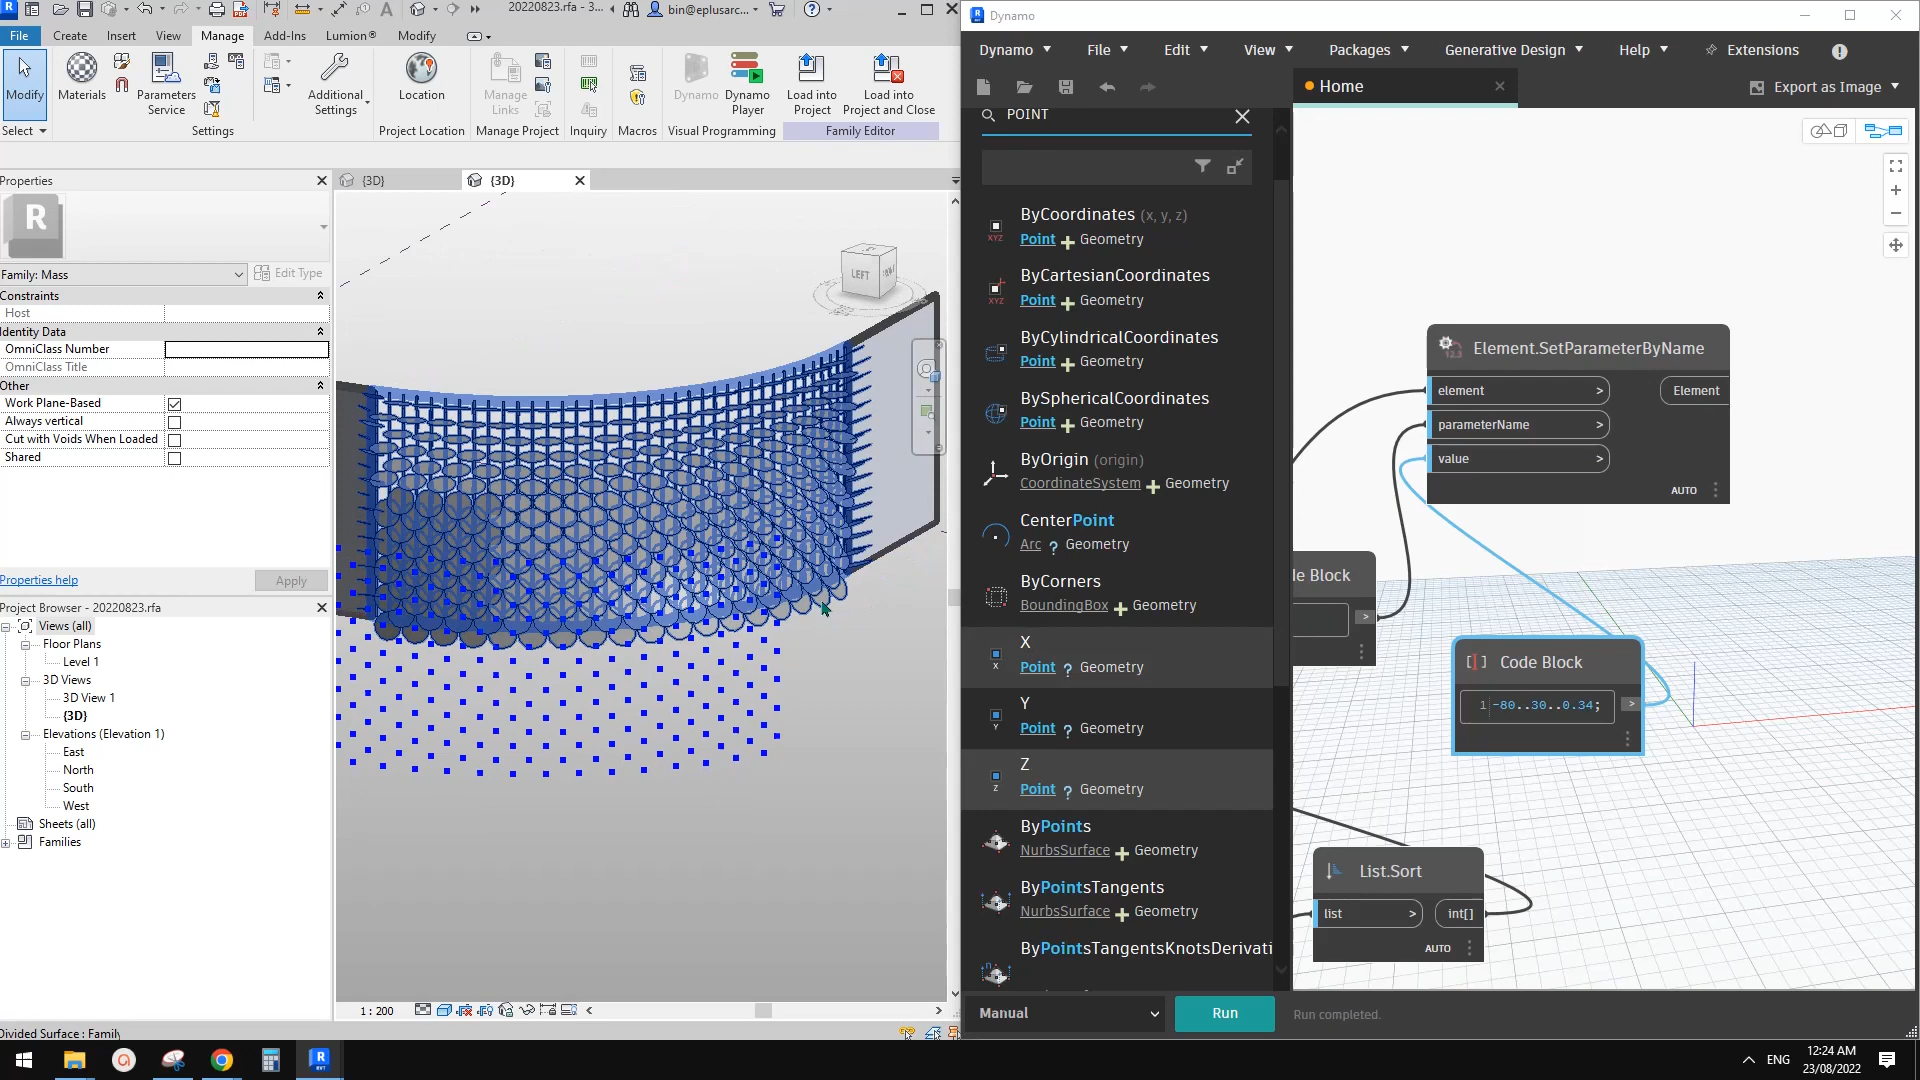 20220823.rfa - 3...
bin@eplusarc...
File
Create
Insert
View
Manage
Add-Ins
Lumion®
Modify
Modify
Materials
Parameters
Service
Additional
Settings
Location
Manage
Links
Dynamo
Dynamo
Player
Load into
Project
Load into
Project and Close
Select
Settings
Project Location
Manage Project
Inquiry
Macros
Visual Programming
Family Editor
Properties
{3D}
{3D}
Family: Mass
Edit Type
Constraints
Host
Identity Data
OmniClass Number
OmniClass Title
Other
Work Plane-Based
Always vertical
Cut with Voids When Loaded
Shared
Properties help
Apply
Project Browser - 20220823.rfa
Views (all)
Floor Plans
Level 1
3D Views
3D View 1
{3D}
Elevations (Elevation 1)
East
North
South
West
Sheets (all)
Families
LEFT
1 : 200
Divided Surface : Family
Dynamo
Dynamo
File
Edit
View
Packages
Generative Design
Help
Extensions
Home
Export as Image
POINT
ByCoordinates (x, y, z)
Point Geometry
ByCartesianCoordinates
Point Geometry
ByCylindricalCoordinates
Point Geometry
BySphericalCoordinates
Point Geometry
ByOrigin (origin)
CoordinateSystem Geometry
CenterPoint
Arc ? Geometry
ByCorners
BoundingBox Geometry
X
Point ? Geometry
Y
Point ? Geometry
Z
Point ? Geometry
ByPoints
NurbsSurface Geometry
ByPointsTangents
NurbsSurface Geometry
ByPointsTangentsKnotsDerivati
Manual
Run
Run completed.
Element.SetParameterByName
element >
Element
parameterName >
value >
AUTO
de Block
>
Code Block
1 -80..30..0.34; >
List.Sort
list >
int[]
AUTO
ENG
12:24 AM
23/08/2022